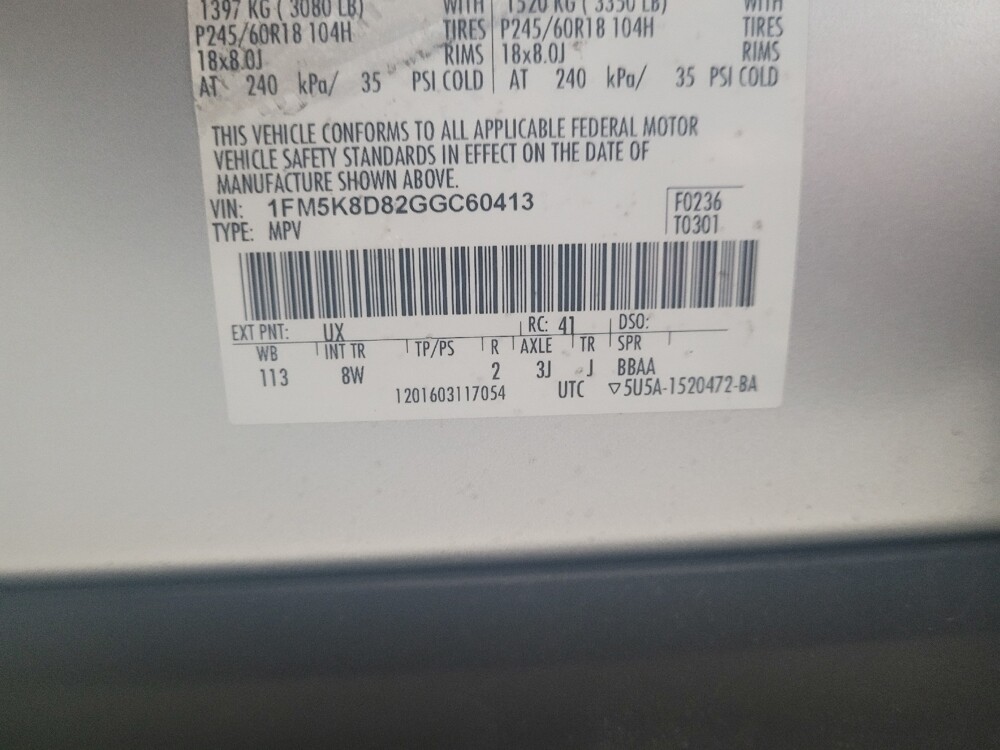 1397 KG ( 3080 LB) WITH 1520 KG ( 3350 LB) WITH
P245/60R18 104H TIRES P245/60R18 104H TIRES
18x8.0J RIMS 18x8.0J RIMS
AT 240 kPa/ 35 PSI COLD AT 240 kPa/ 35 PSI COLD
THIS VEHICLE CONFORMS TO ALL APPLICABLE FEDERAL MOTOR
VEHICLE SAFETY STANDARDS IN EFFECT ON THE DATE OF
MANUFACTURE SHOWN ABOVE.
VIN: 1FM5K8D82GGC60413 F0236
TYPE: MPV T0301
EXT PNT: UX RC: 41 DSO:
WB INT TR TP/PS R AXLE TR SPR
113 8W 2 3J J BBAA
1201603117054 UTC ▽5U5A-1520472-BA